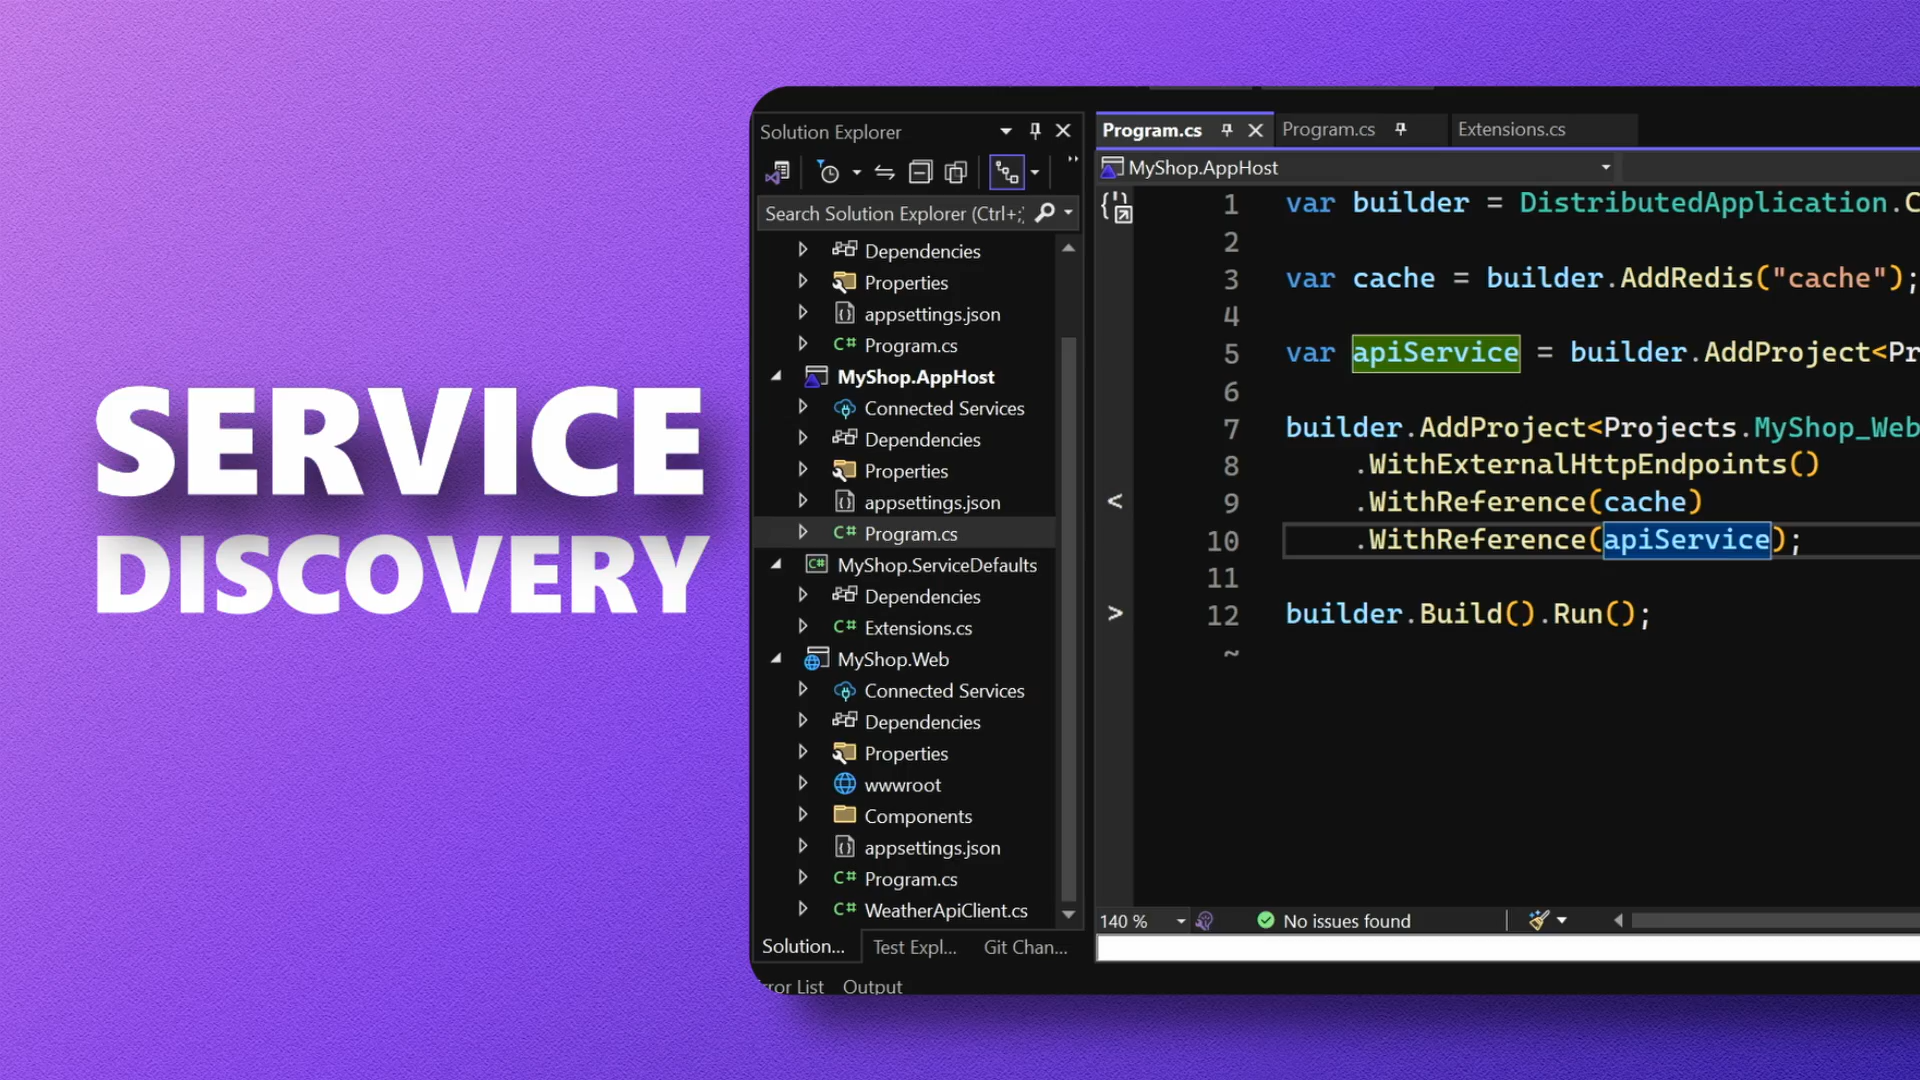 SERVICE
DISCOVERY
Solution Explorer
Search Solution Explorer (Ctrl+;)
Dependencies
Properties
appsettings.json
C# Program.cs
MyShop.AppHost
Connected Services
Dependencies
Properties
appsettings.json
C# Program.cs
C# MyShop.ServiceDefaults
Dependencies
C# Extensions.cs
MyShop.Web
Connected Services
Dependencies
Properties
wwwroot
Components
appsettings.json
C# Program.cs
C# WeatherApiClient.cs
Solution... Test Expl... Git Chan...
Error List Output
Program.cs Program.cs Extensions.cs
MyShop.AppHost
1 var builder = DistributedApplication.C
2
3 var cache = builder.AddRedis("cache");
4
5 var apiService = builder.AddProject<Pr
6
7 builder.AddProject<Projects.MyShop_Web
8 .WithExternalHttpEndpoints()
9 .WithReference(cache)
10 .WithReference(apiService);
11
12 builder.Build().Run();
~
140 % No issues found